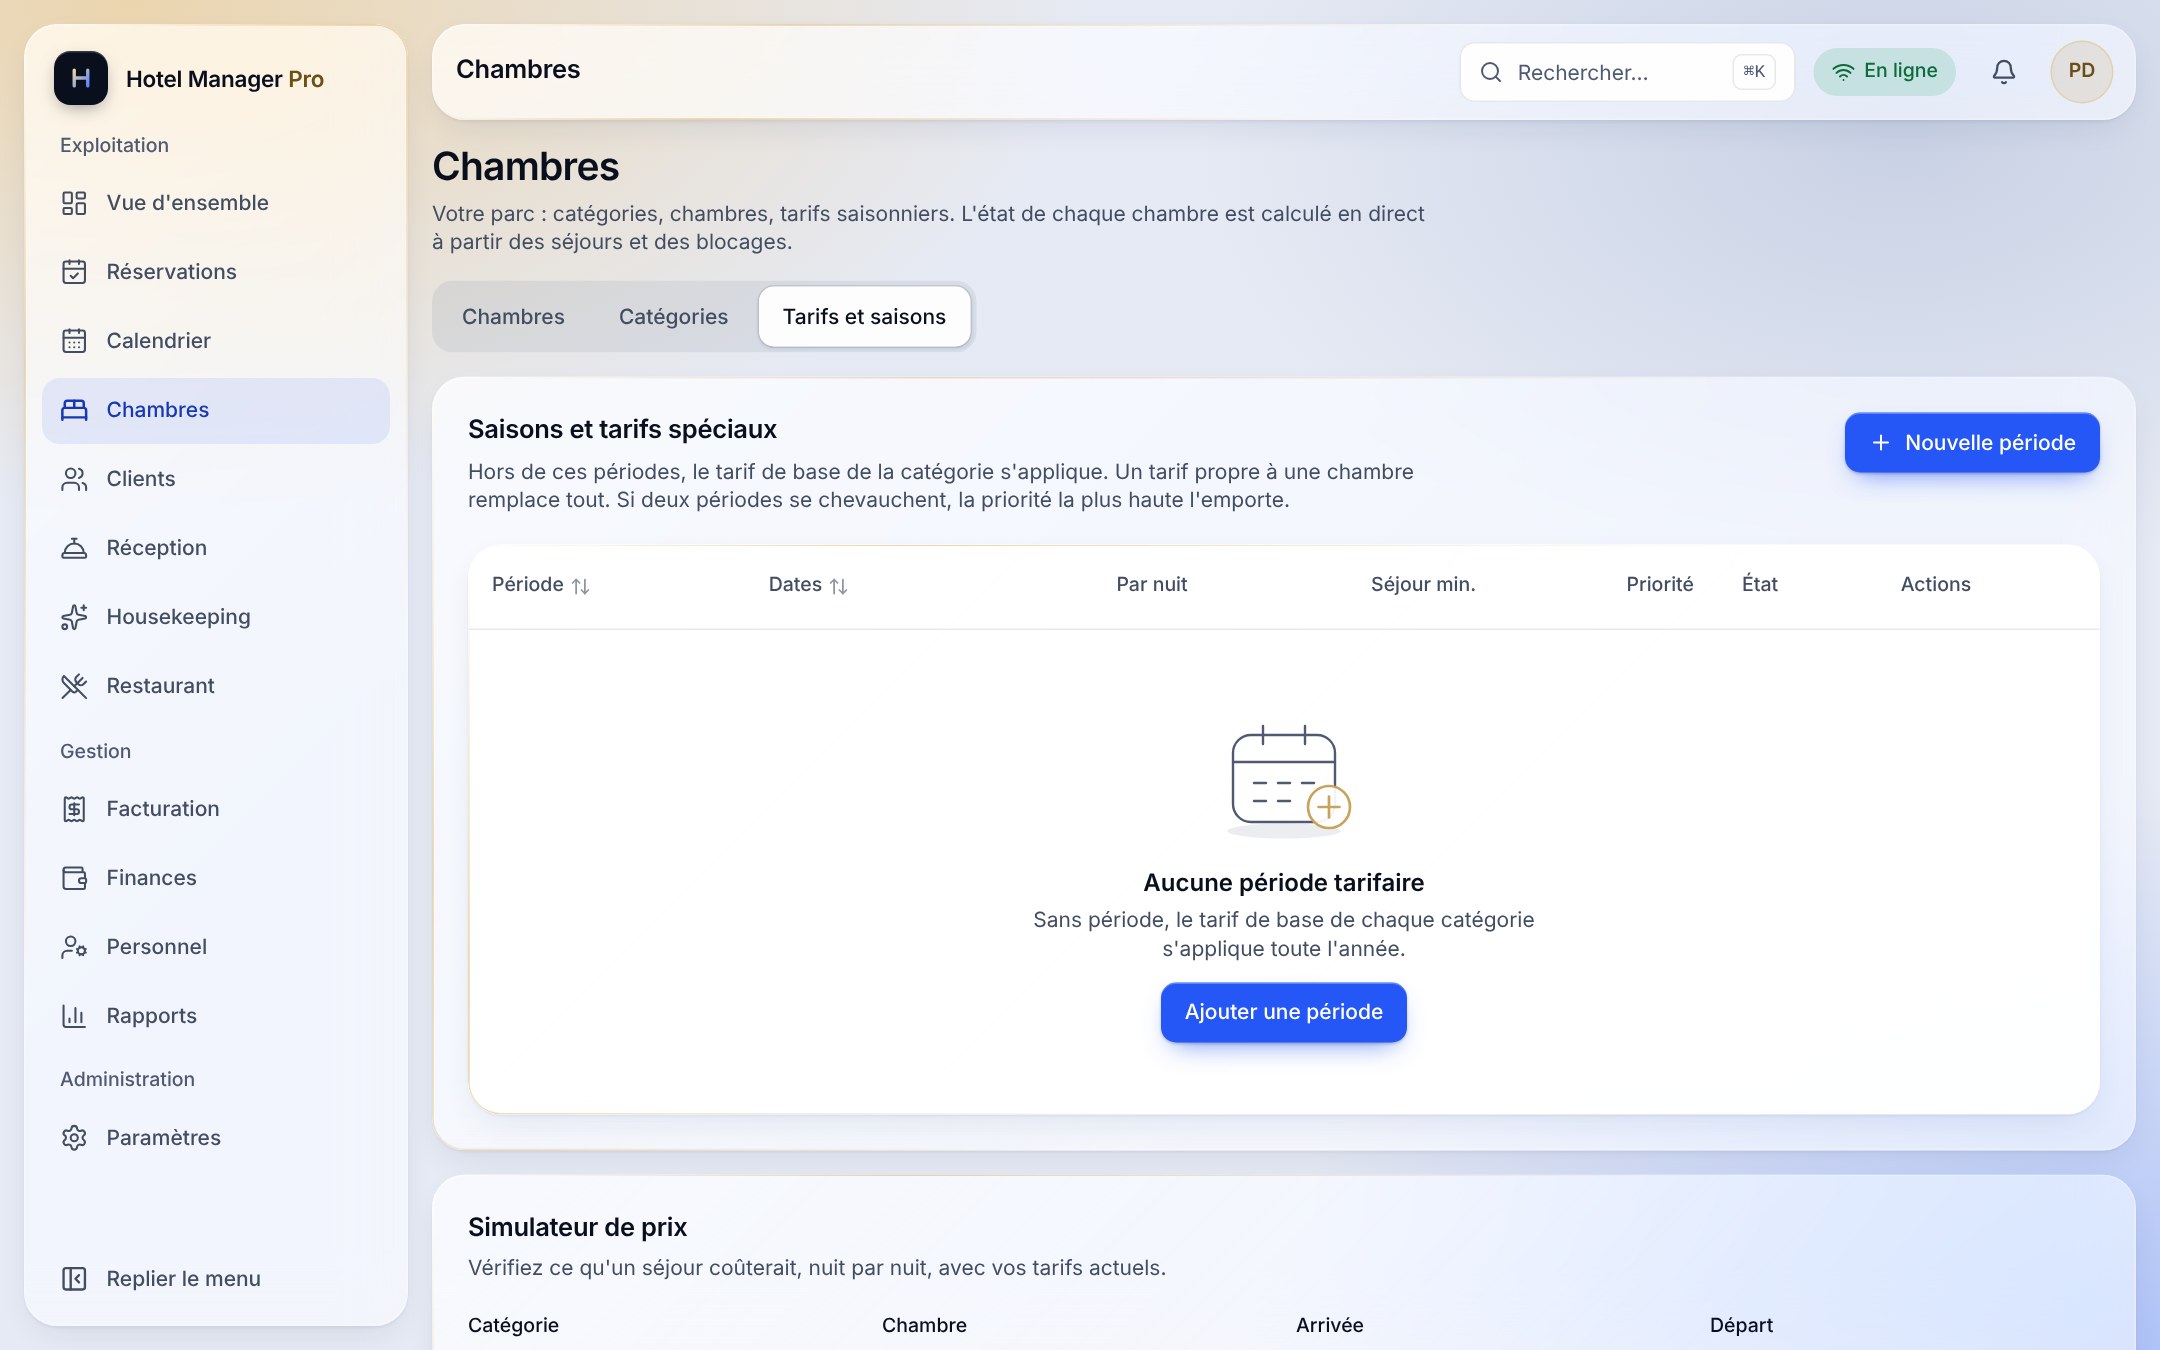 Hotel Manager Pro
Exploitation
Vue d'ensemble
Réservations
Calendrier
Chambres
Clients
Réception
Housekeeping
Restaurant
Gestion
Facturation
Finances
Personnel
Rapports
Administration
Paramètres
Replier le menu
Chambres
Rechercher...
⌘K
En ligne
PD
Chambres
Votre parc : catégories, chambres, tarifs saisonniers. L'état de chaque chambre est calculé en direct
à partir des séjours et des blocages.
Chambres
Catégories
Tarifs et saisons
Saisons et tarifs spéciaux
Hors de ces périodes, le tarif de base de la catégorie s'applique. Un tarif propre à une chambre
remplace tout. Si deux périodes se chevauchent, la priorité la plus haute l'emporte.
Nouvelle période
Période
Dates
Par nuit
Séjour min.
Priorité
État
Actions
Aucune période tarifaire
Sans période, le tarif de base de chaque catégorie
s'applique toute l'année.
Ajouter une période
Simulateur de prix
Vérifiez ce qu'un séjour coûterait, nuit par nuit, avec vos tarifs actuels.
Catégorie
Chambre
Arrivée
Départ